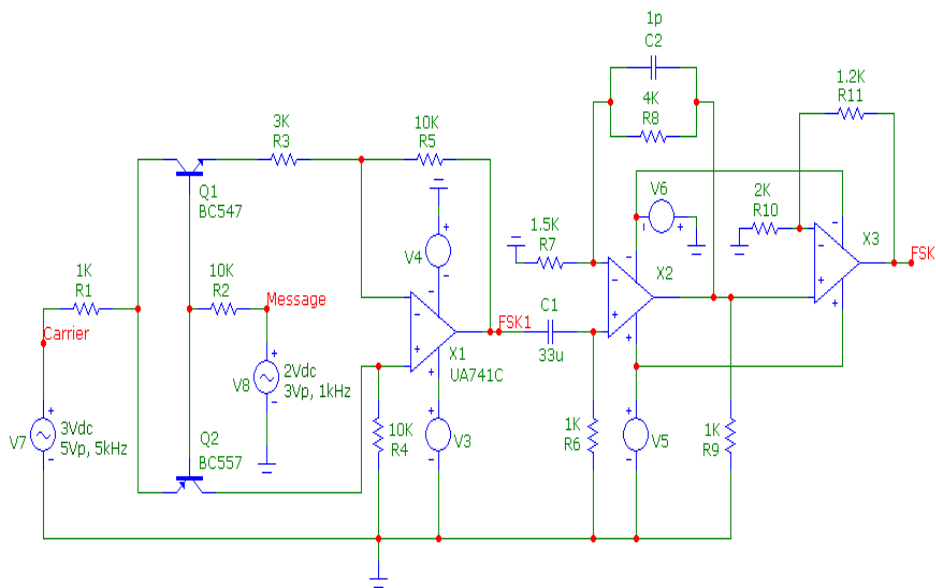 1p
C2
4K
R8
1.2K
R11
3K
R3
10K
R5
Q1
BC547
V4
V6
2K
R10
X3
FSK
1.5K
R7
X2
1K
R1
10K
R2
Message
Carrier
FSK1
C1
33u
X1
UA741C
V8
2Vdc
3Vp, 1kHz
V7
3Vdc
5Vp, 5kHz
Q2
BC557
10K
R4
V3
1K
R6
V5
1K
R9